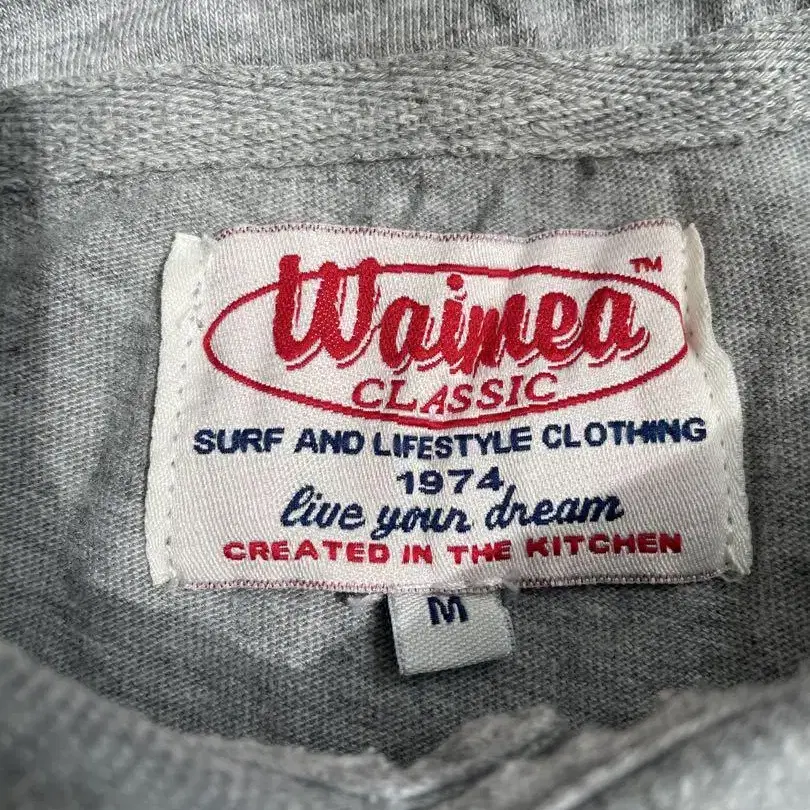 Waimea™
CLASSIC
SURF AND LIFESTYLE CLOTHING
1974
live your dream
CREATED IN THE KITCHEN
M